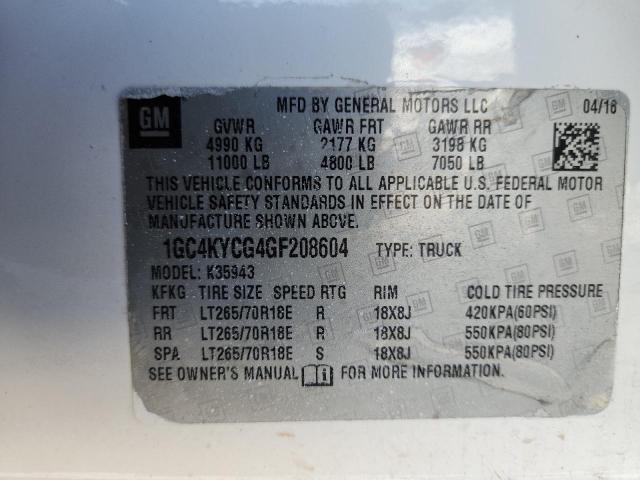 GM
MFD BY GENERAL MOTORS LLC 04/16
GVWR GAWR FRT GAWR RR
4990 KG 2177 KG 3198 KG
11000 LB 4800 LB 7050 LB
THIS VEHICLE CONFORMS TO ALL APPLICABLE U.S. FEDERAL MOTOR
VEHICLE SAFETY STANDARDS IN EFFECT ON THE DATE OF
MANUFACTURE SHOWN ABOVE.
1GC4KYCG4GF208604 TYPE: TRUCK
MODEL: K35943
KFKG TIRE SIZE SPEED RTG RIM COLD TIRE PRESSURE
FRT LT265/70R18E R 18X8J 420KPA(60PSI)
RR LT265/70R18E R 18X8J 550KPA(80PSI)
SPA LT265/70R18E S 18X8J 550KPA(80PSI)
SEE OWNER'S MANUAL FOR MORE INFORMATION.